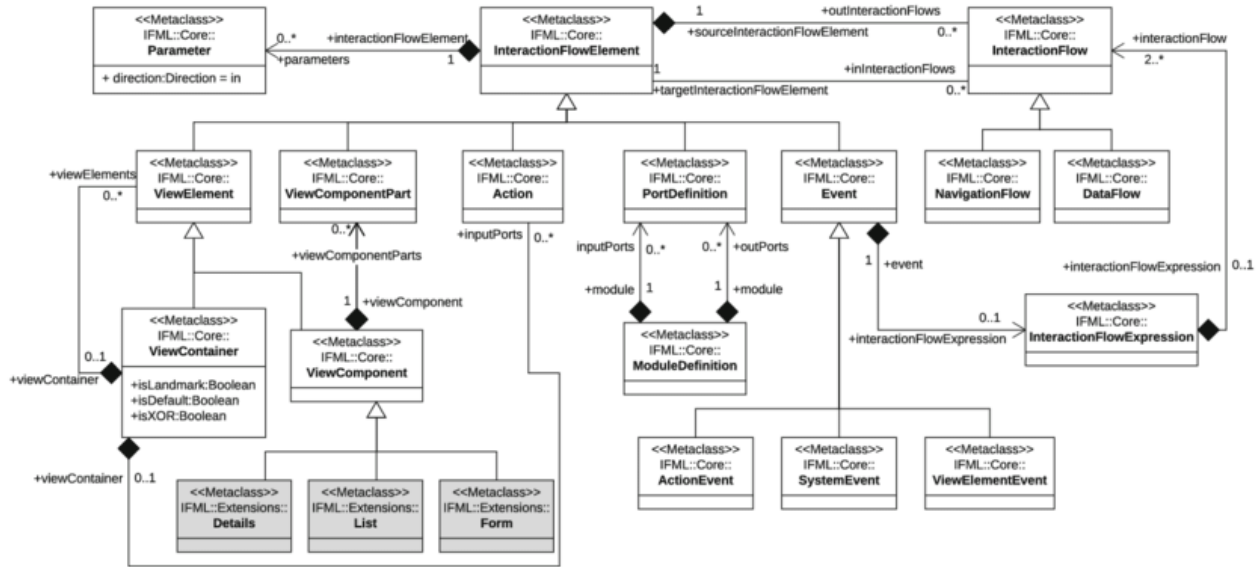 <<Metaclass>>
IFML::Core::
Parameter
+ direction:Direction = in
0..*
+interactionFlowElement
+parameters
1
<<Metaclass>>
IFML::Core::
InteractionFlowElement
1
+outInteractionFlows
+sourceInteractionFlowElement
0..*
1
+inInteractionFlows
+targetInteractionFlowElement
0..*
<<Metaclass>>
IFML::Core::
InteractionFlow
+interactionFlow
2..*
+viewElements
0..*
<<Metaclass>>
IFML::Core::
ViewElement
<<Metaclass>>
IFML::Core::
ViewComponentPart
<<Metaclass>>
IFML::Core::
Action
<<Metaclass>>
IFML::Core::
PortDefinition
<<Metaclass>>
IFML::Core::
Event
<<Metaclass>>
IFML::Core::
NavigationFlow
<<Metaclass>>
IFML::Core::
DataFlow
0..*
+viewComponentParts
1
+viewComponent
+inputPorts
0..*
inputPorts
0..*
0..*
+outPorts
+module
1
1
+module
1
+event
0..1
+interactionFlowExpression
+interactionFlowExpression
0..1
<<Metaclass>>
IFML::Core::
ViewContainer
+isLandmark:Boolean
+isDefault:Boolean
+isXOR:Boolean
0..1
+viewContainer
<<Metaclass>>
IFML::Core::
ViewComponent
<<Metaclass>>
IFML::Core::
ModuleDefinition
<<Metaclass>>
IFML::Core::
InteractionFlowExpression
+viewContainer
0..1
<<Metaclass>>
IFML::Extensions::
Details
<<Metaclass>>
IFML::Extensions::
List
<<Metaclass>>
IFML::Extensions::
Form
<<Metaclass>>
IFML::Core::
ActionEvent
<<Metaclass>>
IFML::Core::
SystemEvent
<<Metaclass>>
IFML::Core::
ViewElementEvent